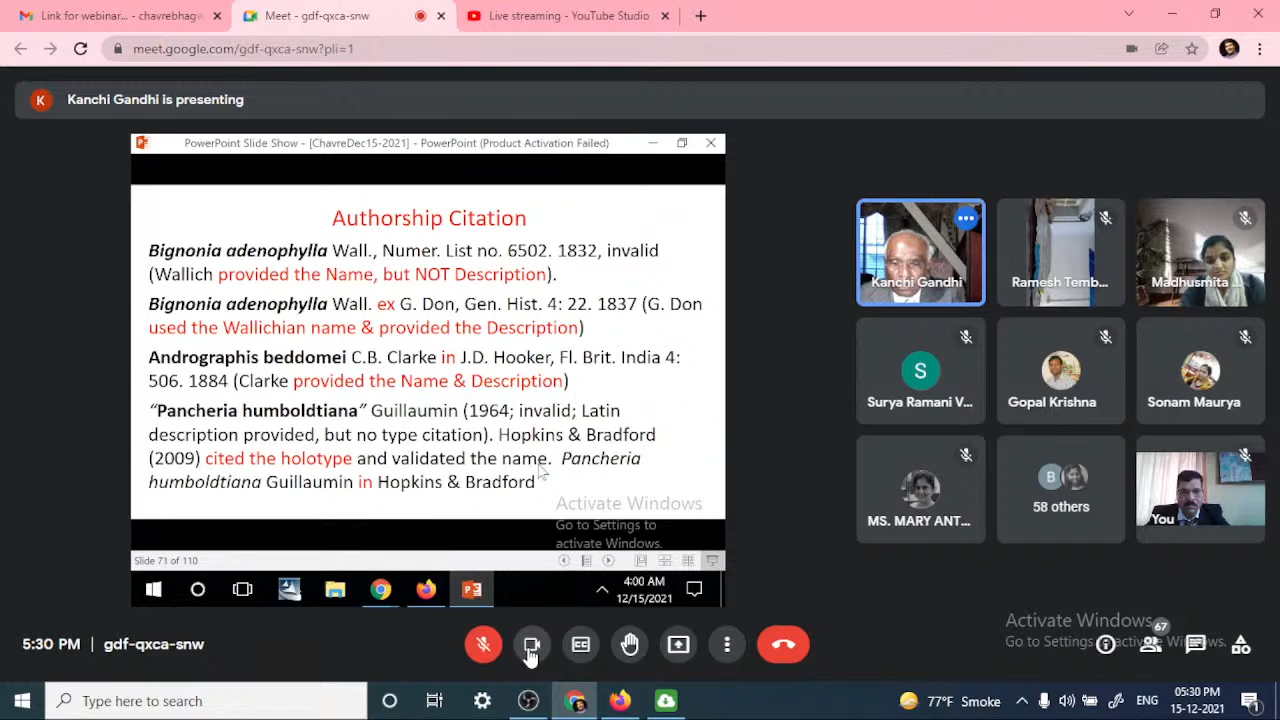 Link for webinar... - chavrebhagw
Meet - gdf-qxca-snw
Live streaming - YouTube Studio
meet.google.com/gdf-qxca-snw?pli=1
K
Kanchi Gandhi is presenting
PowerPoint Slide Show - [ChavreDec15-2021] - PowerPoint (Product Activation Failed)
Authorship Citation
Bignonia adenophylla Wall., Numer. List no. 6502. 1832, invalid
(Wallich provided the Name, but NOT Description).
Bignonia adenophylla Wall. ex G. Don, Gen. Hist. 4: 22. 1837 (G. Don
used the Wallichian name & provided the Description)
Andrographis beddomei C.B. Clarke in J.D. Hooker, Fl. Brit. India 4:
506. 1884 (Clarke provided the Name & Description)
"Pancheria humboldtiana" Guillaumin (1964; invalid; Latin
description provided, but no type citation). Hopkins & Bradford
(2009) cited the holotype and validated the name. Pancheria
humboldtiana Guillaumin in Hopkins & Bradford
Activate Windows
Go to Settings to
activate Windows.
Slide 71 of 110
4:00 AM
12/15/2021
Kanchi Gandhi
Ramesh Temb...
Madhusmita ...
S
Surya Ramani V...
Gopal Krishna
Sonam Maurya
MS. MARY ANT...
B
58 others
You
Activate Windows
Go to Settings to activate Windows.
5:30 PM | gdf-qxca-snw
CC
67
Type here to search
77°F Smoke
ENG
05:30 PM
15-12-2021
1